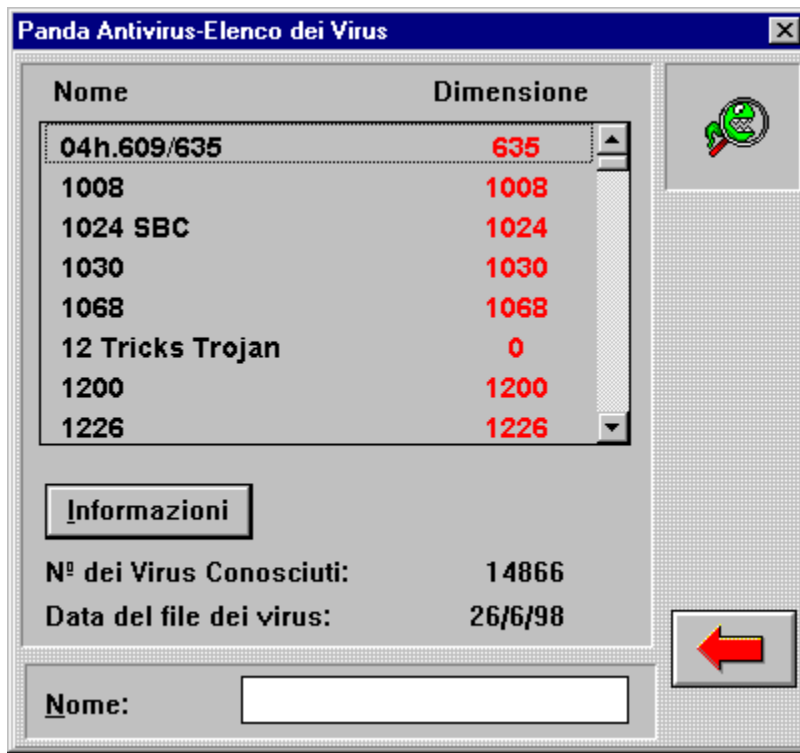 Panda Antivirus-Elenco dei Virus
Nome Dimensione
04h.609/635 635
1008 1008
1024 SBC 1024
1030 1030
1068 1068
12 Tricks Trojan 0
1200 1200
1226 1226
Informazioni
Nº dei Virus Conosciuti: 14866
Data del file dei virus: 26/6/98
Nome: